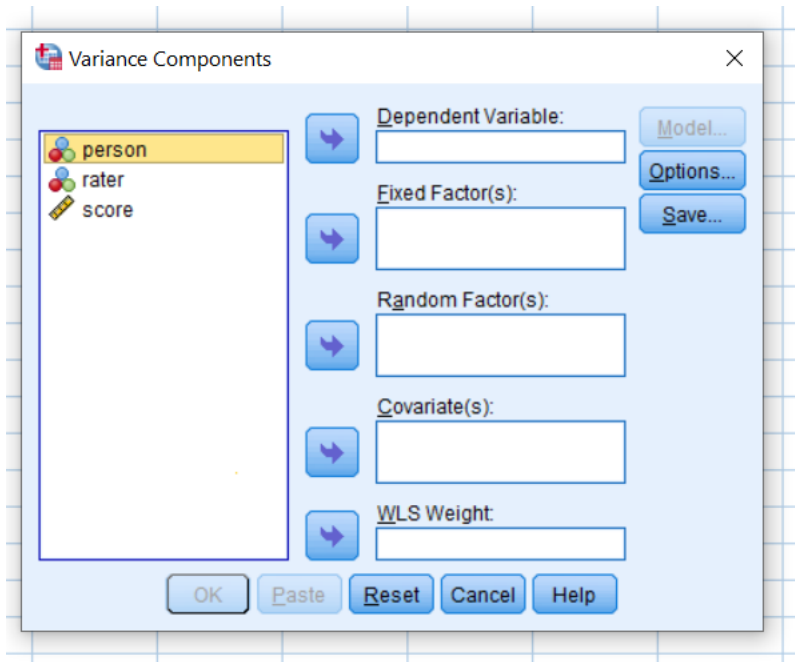 Variance Components
person
rater
score
Dependent Variable:
Fixed Factor(s):
Random Factor(s):
Covariate(s):
WLS Weight:
Model...
Options...
Save...
OK
Paste
Reset
Cancel
Help